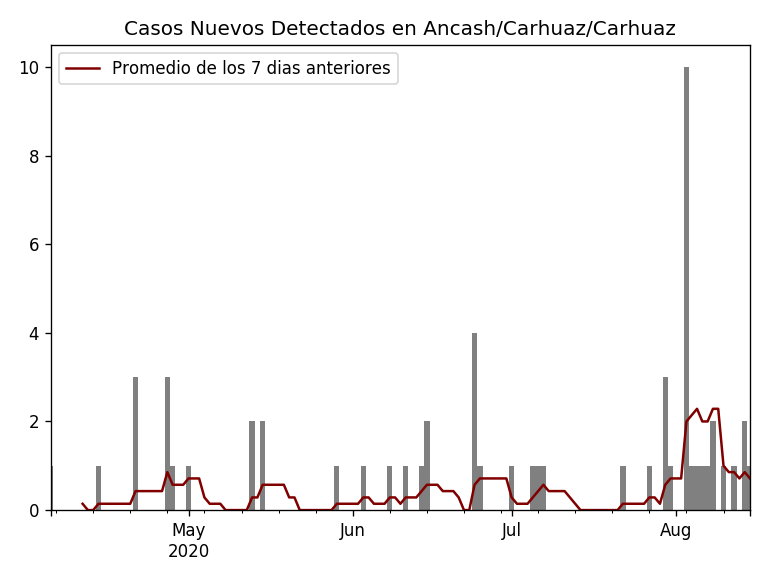 Casos Nuevos Detectados en Ancash/Carhuaz/Carhuaz
Promedio de los 7 dias anteriores
10
8
6
4
2
0
May Jun Jul Aug
2020